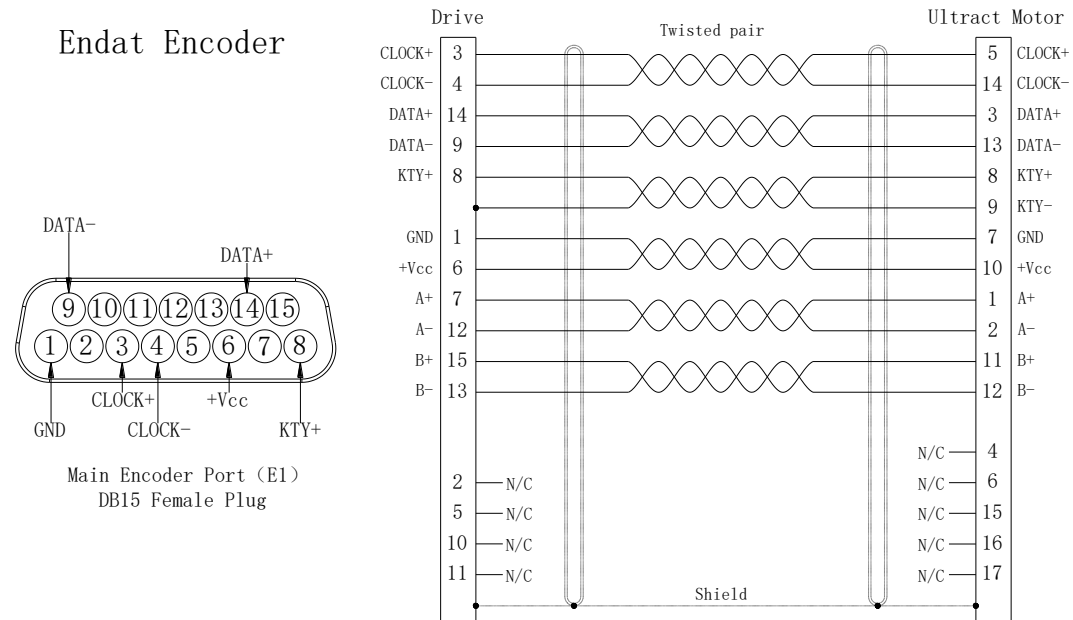 Endat Encoder
DATA-
DATA+
9 10 11 12 13 14 15
1 2 3 4 5 6 7 8
CLOCK+ +Vcc
GND CLOCK- KTY+
Main Encoder Port (E1)
DB15 Female Plug
Drive Twisted pair Ultract Motor
CLOCK+ 3 5 CLOCK+
CLOCK- 4 14 CLOCK-
DATA+ 14 3 DATA+
DATA- 9 13 DATA-
KTY+ 8 8 KTY+
9 KTY-
GND 1 7 GND
+Vcc 6 10 +Vcc
A+ 7 1 A+
A- 12 2 A-
B+ 15 11 B+
B- 13 12 B-
N/C 4
2 N/C N/C 6
5 N/C N/C 15
10 N/C N/C 16
11 N/C N/C 17
Shield